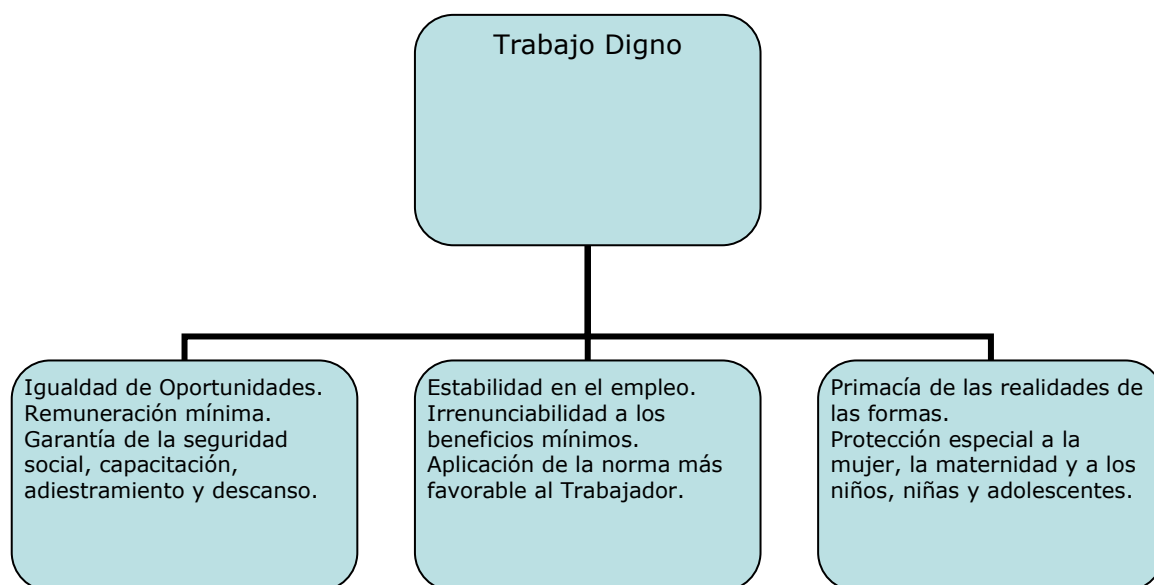 Trabajo Digno
Igualdad de Oportunidades.
Remuneración mínima.
Garantía de la seguridad
social, capacitación,
adiestramiento y descanso.
Estabilidad en el empleo.
Irrenunciabilidad a los
beneficios mínimos.
Aplicación de la norma más
favorable al Trabajador.
Primacía de las realidades de
las formas.
Protección especial a la
mujer, la maternidad y a los
niños, niñas y adolescentes.